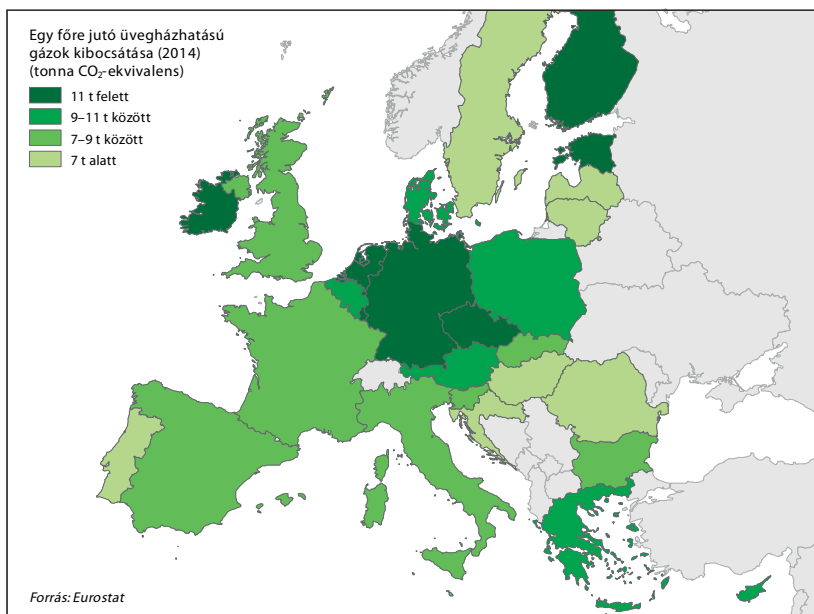 Egy főre jutó üvegházhatású
gázok kibocsátása (2014)
(tonna CO₂-ekvivalens)
11 t felett
9–11 t között
7–9 t között
7 t alatt
Forrás: Eurostat